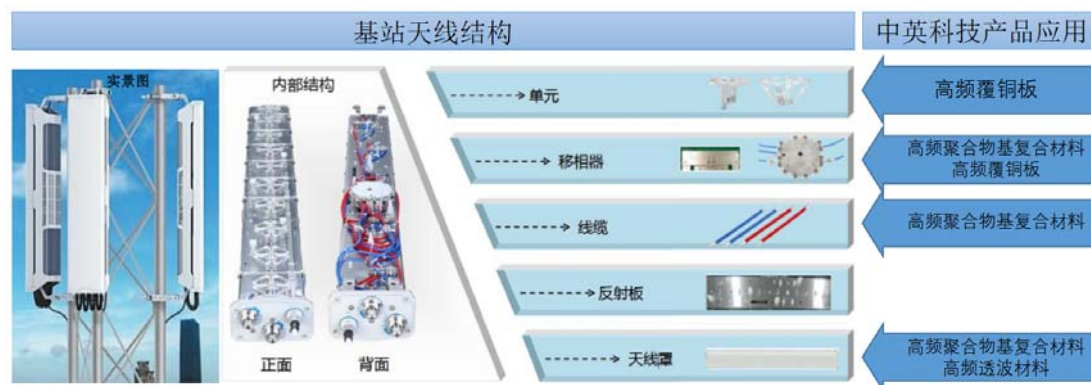 基站天线结构
中英科技产品应用
实景图
内部结构
正面
背面
单元
高频覆铜板
移相器
高频聚合物基复合材料
高频覆铜板
线缆
高频聚合物基复合材料
反射板
天线罩
高频聚合物基复合材料
高频透波材料